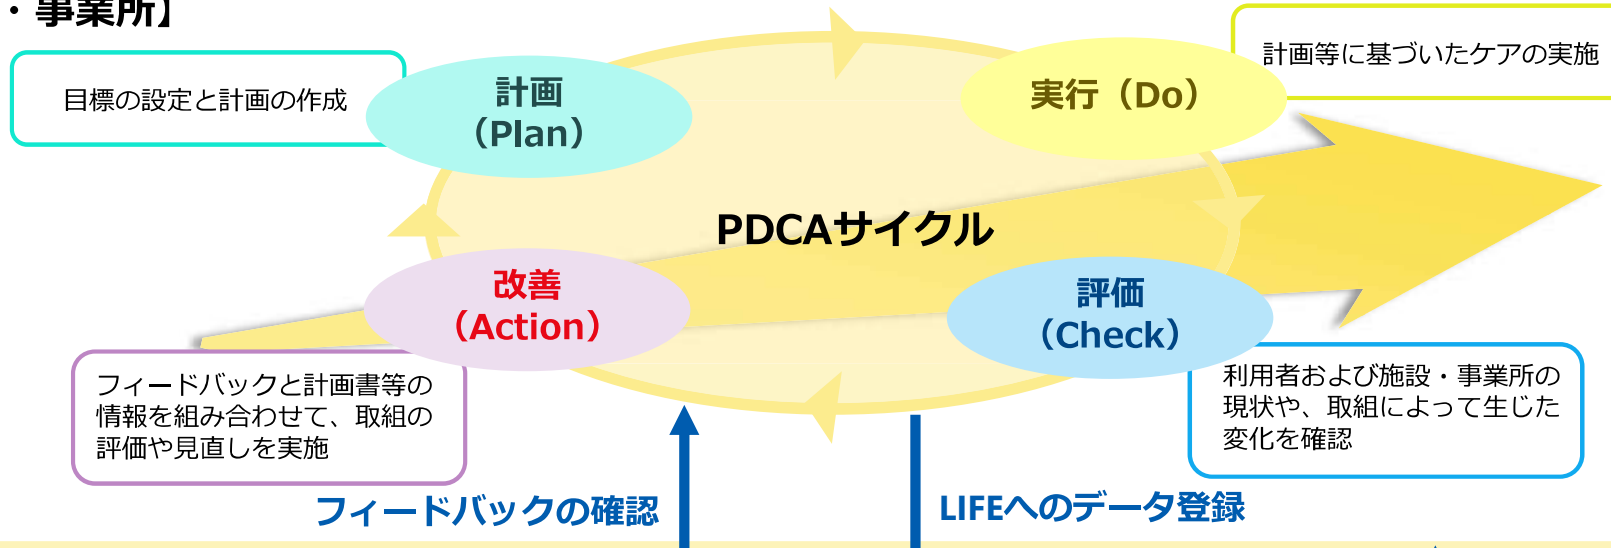 ・事業所】
目標の設定と計画の作成
計画
（Plan）
実行（Do）
計画等に基づいたケアの実施
PDCAサイクル
改善
（Action）
評価
（Check）
フィードバックと計画書等の
情報を組み合わせて、取組の
評価や見直しを実施
利用者および施設・事業所の
現状や、取組によって生じた
変化を確認
フィードバックの確認
LIFEへのデータ登録